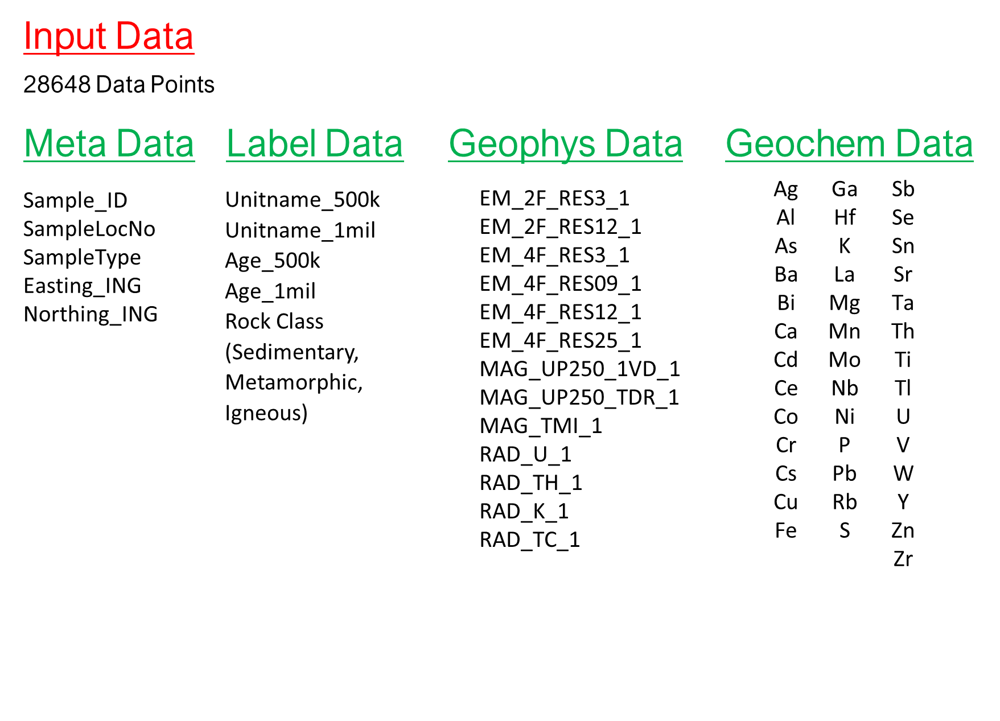 Input Data
28648 Data Points
Meta Data
Sample_ID
SampleLocNo
SampleType
Easting_ING
Northing_ING
Label Data
Unitname_500k
Unitname_1mil
Age_500k
Age_1mil
Rock Class
(Sedimentary,
Metamorphic,
Igneous)
Geophys Data
EM_2F_RES3_1
EM_2F_RES12_1
EM_4F_RES3_1
EM_4F_RES09_1
EM_4F_RES12_1
EM_4F_RES25_1
MAG_UP250_1VD_1
MAG_UP250_TDR_1
MAG_TMI_1
RAD_U_1
RAD_TH_1
RAD_K_1
RAD_TC_1
Geochem Data
Ag Ga Sb
Al Hf Se
As K Sn
Ba La Sr
Bi Mg Ta
Ca Mn Th
Cd Mo Ti
Ce Nb Tl
Co Ni U
Cr P V
Cs Pb W
Cu Rb Y
Fe S Zn
Zr